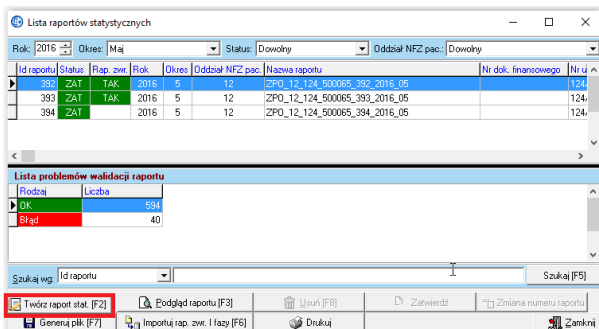 Lista raportów statystycznych
Rok: 2016 Okres: Maj Status: Dowolny Oddział NFZ pac.: Dowolny
Id raportu Status Rap. zwr. Rok Okres Oddział NFZ pac. Nazwa raportu Nr dok. finansowego Nr u
392 ZAT TAK 2016 5 12 ZPO_12_124_500065_392_2016_05 124/
393 ZAT TAK 2016 5 12 ZPO_12_124_500065_393_2016_05 124/
394 ZAT 2016 5 12 ZPO_12_124_500065_394_2016_05 124/
Lista problemów walidacji raportu
Rodzaj Liczba
OK 594
Błąd 40
Szukaj wg: Id raportu Szukaj [F5]
Twórz raport stat. [F2] Podgląd raportu [F3] Usuń [F8] Zatwierdź Zmiana numeru raportu
Generuj plik [F7] Importuj rap. zwr. I fazy [F6] Drukuj Zamknij